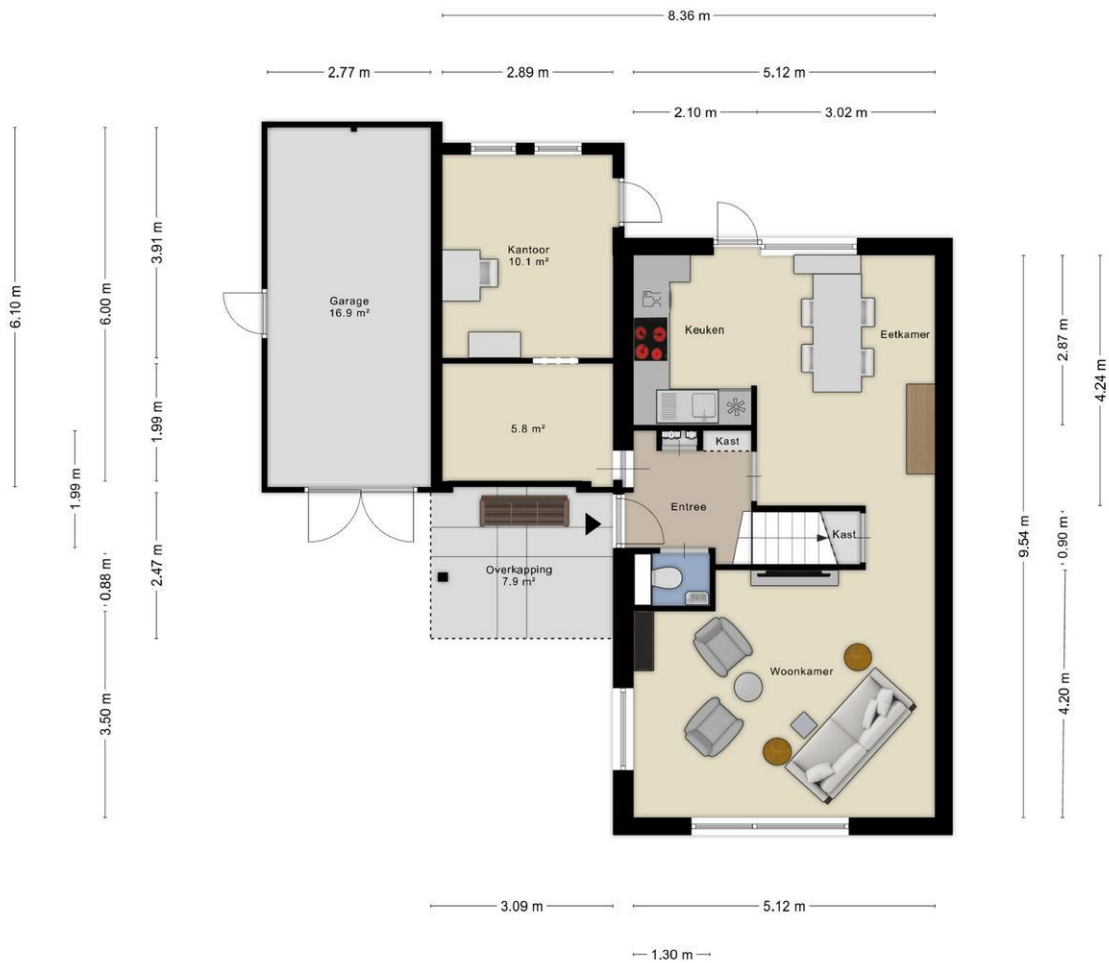 8.36 m
2.77 m
2.89 m
5.12 m
2.10 m
3.02 m
6.10 m
6.00 m
3.91 m
1.99 m
1.99 m
2.47 m
0.88 m
3.50 m
Garage
16.9 m²
Kantoor
10.1 m²
5.8 m²
Keuken
Eetkamer
Kast
Entree
Kast
Overkapping
7.9 m²
Woonkamer
2.87 m
4.24 m
9.54 m
0.90 m
4.20 m
3.09 m
5.12 m
1.30 m